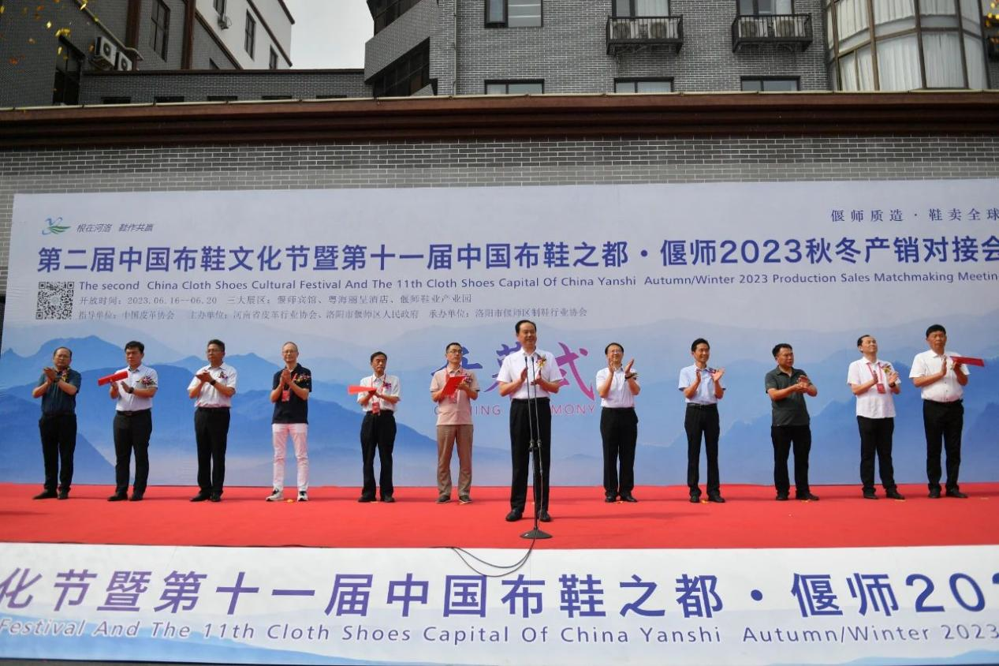 根在河洛 鞋作共赢
偃师质造·鞋卖全球
第二届中国布鞋文化节暨第十一届中国布鞋之都·偃师2023秋冬产销对接会
The second China Cloth Shoes Cultural Festival And The 11th Cloth Shoes Capital Of China Yanshi Autumn/Winter 2023 Production Sales Matchmaking Meeting
开放时间：2023.06.16--06.20 三大展区：偃师宾馆、粤海丽呈酒店、偃师鞋业产业园
指导单位：中国皮革协会 主办单位：河南省皮革行业协会、洛阳市偃师区人民政府 承办单位：洛阳市偃师区制鞋行业协会
式
化节暨第十一届中国布鞋之都·偃师202
Festival And The 11th Cloth Shoes Capital Of China Yanshi Autumn/Winter 2023